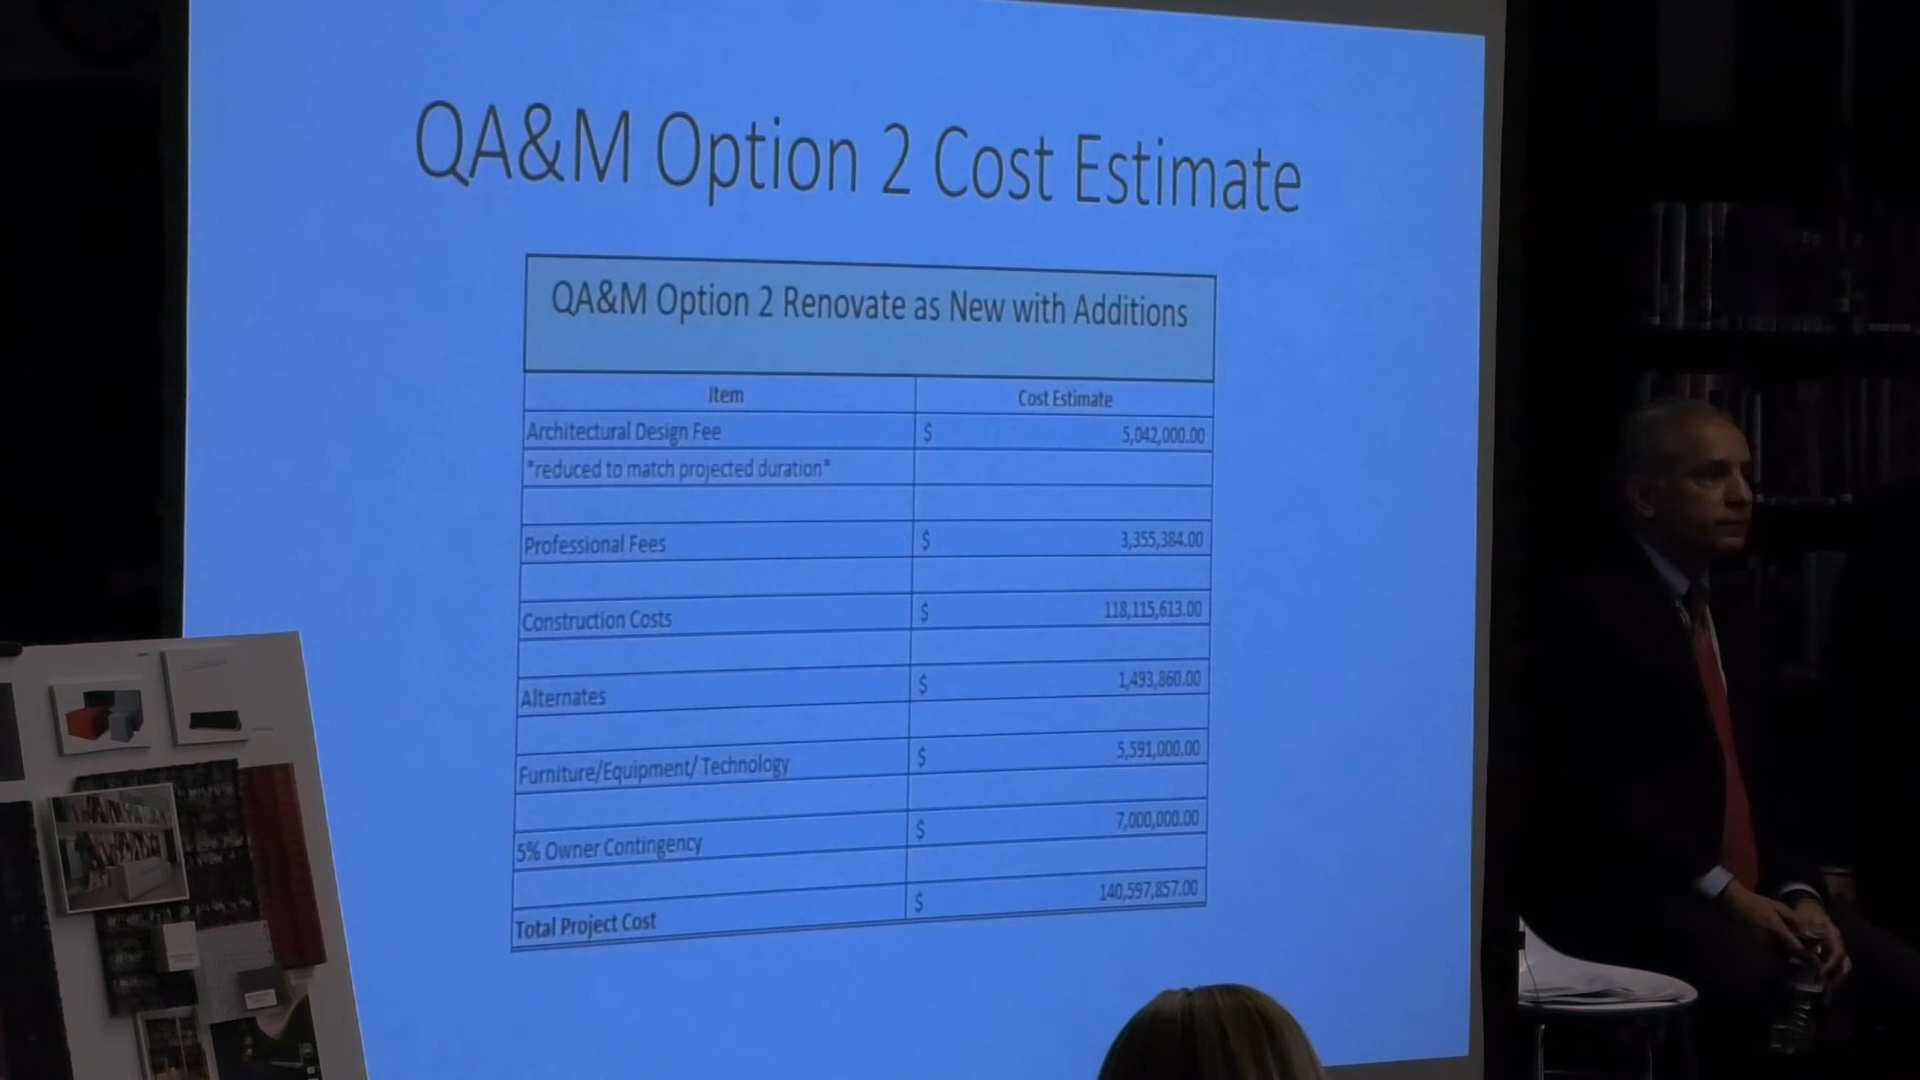 QA&M Option 2 Cost Estimate
QA&M Option 2 Renovate as New with Additions
Item Cost Estimate
Architectural Design Fee $ 5,042,000.00
*reduced to match projected duration*
Professional Fees $ 3,355,384.00
Construction Costs $ 118,115,613.00
Alternates $ 1,493,860.00
Furniture/Equipment/ Technology $ 5,591,000.00
5% Owner Contingency $ 7,000,000.00
Total Project Cost $ 140,597,857.00